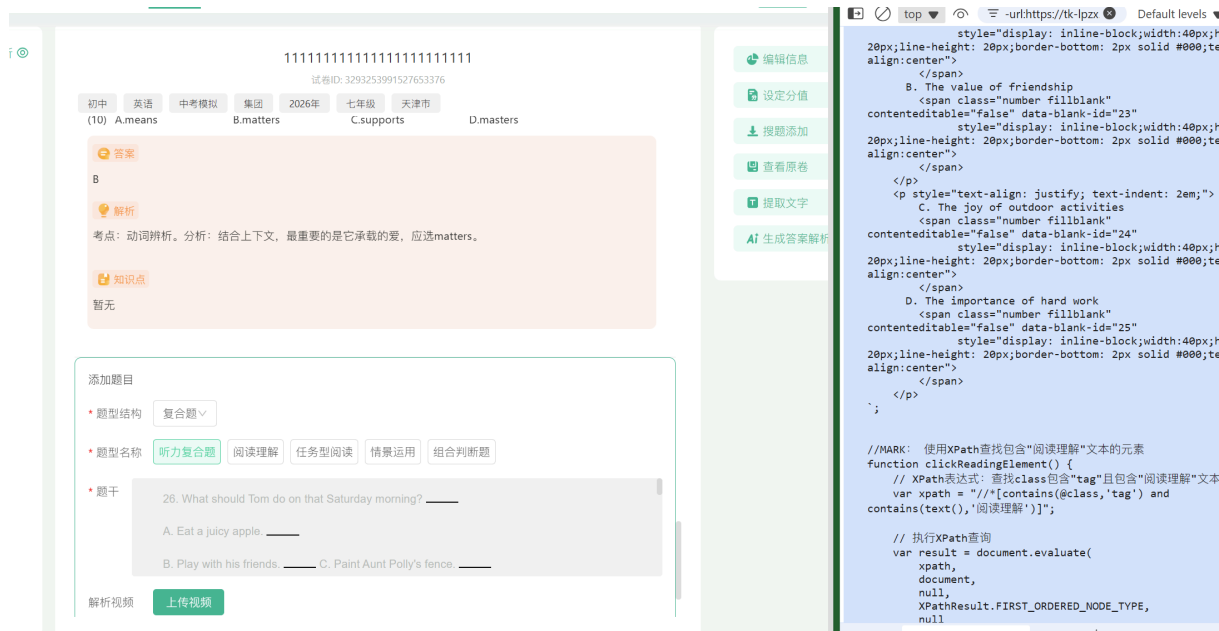 111111111111111111111111111
试卷ID: 3293253991527653376
初中 英语 中考模拟 集团 2026年 七年级 天津市
(10) A.means B.matters C.supports D.masters
答案
B
解析
考点：动词辨析。分析：结合上下文，最重要的是它承载的爱，应选matters。
知识点
暂无
添加题目
* 题型结构 复合题
* 题型名称 听力复合题 阅读理解 任务型阅读 情景运用 组合判断题
* 题干
26. What should Tom do on that Saturday morning?
A. Eat a juicy apple.
B. Play with his friends. C. Paint Aunt Polly's fence.
解析视频 上传视频
编辑信息
设定分值
搜题添加
查看原卷
提取文字
Ai 生成答案解析
top -url:https://tk-lpzx Default levels
style="display: inline-block;width:40px;h
20px;line-height: 20px;border-bottom: 2px solid #000;te
align:center">
</span>
B. The value of friendship
<span class="number fillblank"
contenteditable="false" data-blank-id="23"
style="display: inline-block;width:40px;h
20px;line-height: 20px;border-bottom: 2px solid #000;te
align:center">
</span>
</p>
<p style="text-align: justify; text-indent: 2em;">
C. The joy of outdoor activities
<span class="number fillblank"
contenteditable="false" data-blank-id="24"
style="display: inline-block;width:40px;h
20px;line-height: 20px;border-bottom: 2px solid #000;te
align:center">
</span>
D. The importance of hard work
<span class="number fillblank"
contenteditable="false" data-blank-id="25"
style="display: inline-block;width:40px;h
20px;line-height: 20px;border-bottom: 2px solid #000;te
align:center">
</span>
</p>
`;
//MARK： 使用XPath查找包含"阅读理解"文本的元素
function clickReadingElement() {
// XPath表达式：查找class包含"tag"且包含"阅读理解"文本
var xpath = "//*[contains(@class,'tag') and
contains(text(),'阅读理解')]";
// 执行XPath查询
var result = document.evaluate(
xpath,
document,
null,
XPathResult.FIRST_ORDERED_NODE_TYPE,
null